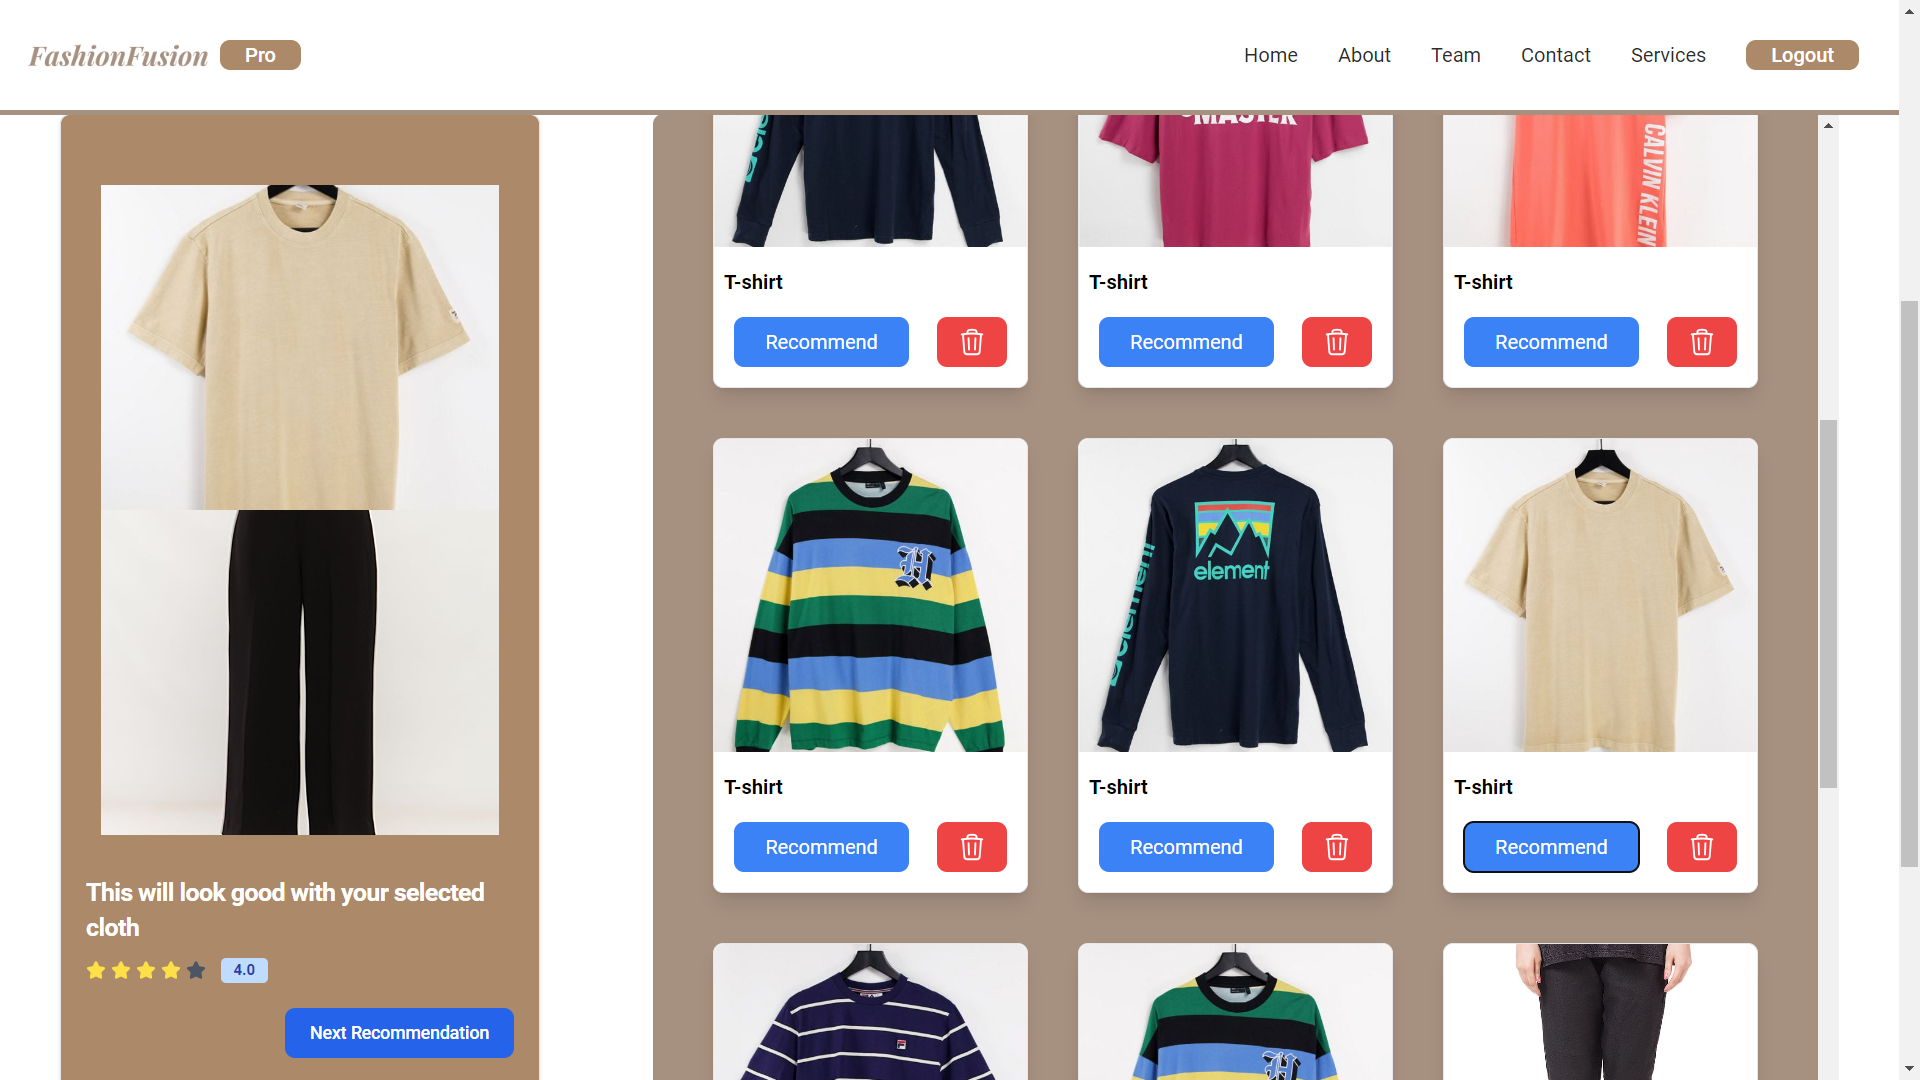 FashionFusion Pro Home About Team Contact Services Logout
MASTER
CALVIN KLEIN
T-shirt T-shirt T-shirt
Recommend Recommend Recommend
H
element
element
This will look good with your selected
cloth
4.0
Next Recommendation
T-shirt T-shirt T-shirt
Recommend Recommend Recommend
H